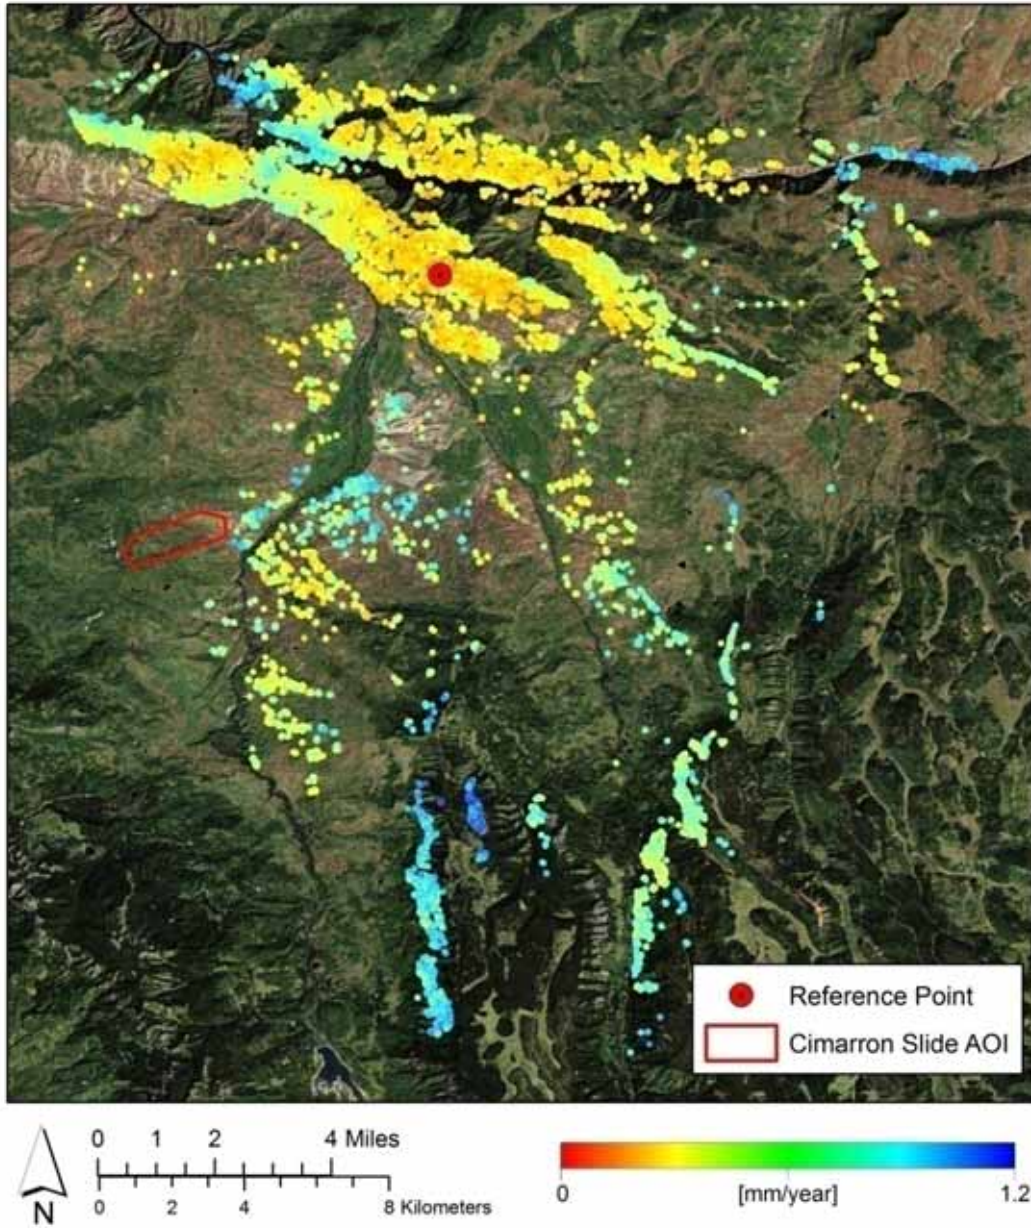 Reference Point
Cimarron Slide AOI
0 1 2 4 Miles
0 2 4 8 Kilometers
N
0 [mm/year] 1.2